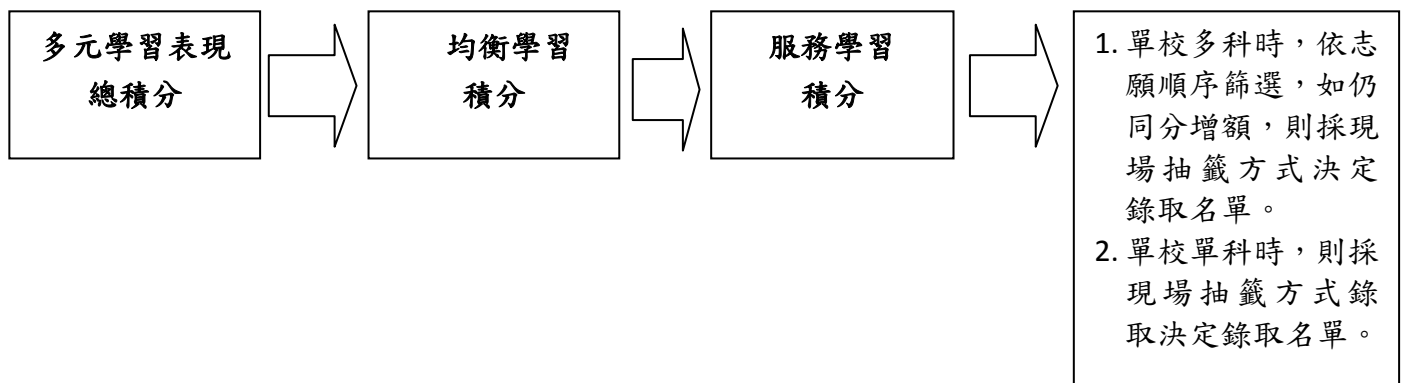 多元學習表現
總積分
均衡學習
積分
服務學習
積分
1. 單校多科時，依志
願順序篩選，如仍
同分增額，則採現
場抽籤方式決定
錄取名單。
2. 單校單科時，則採
現場抽籤方式錄
取決定錄取名單。